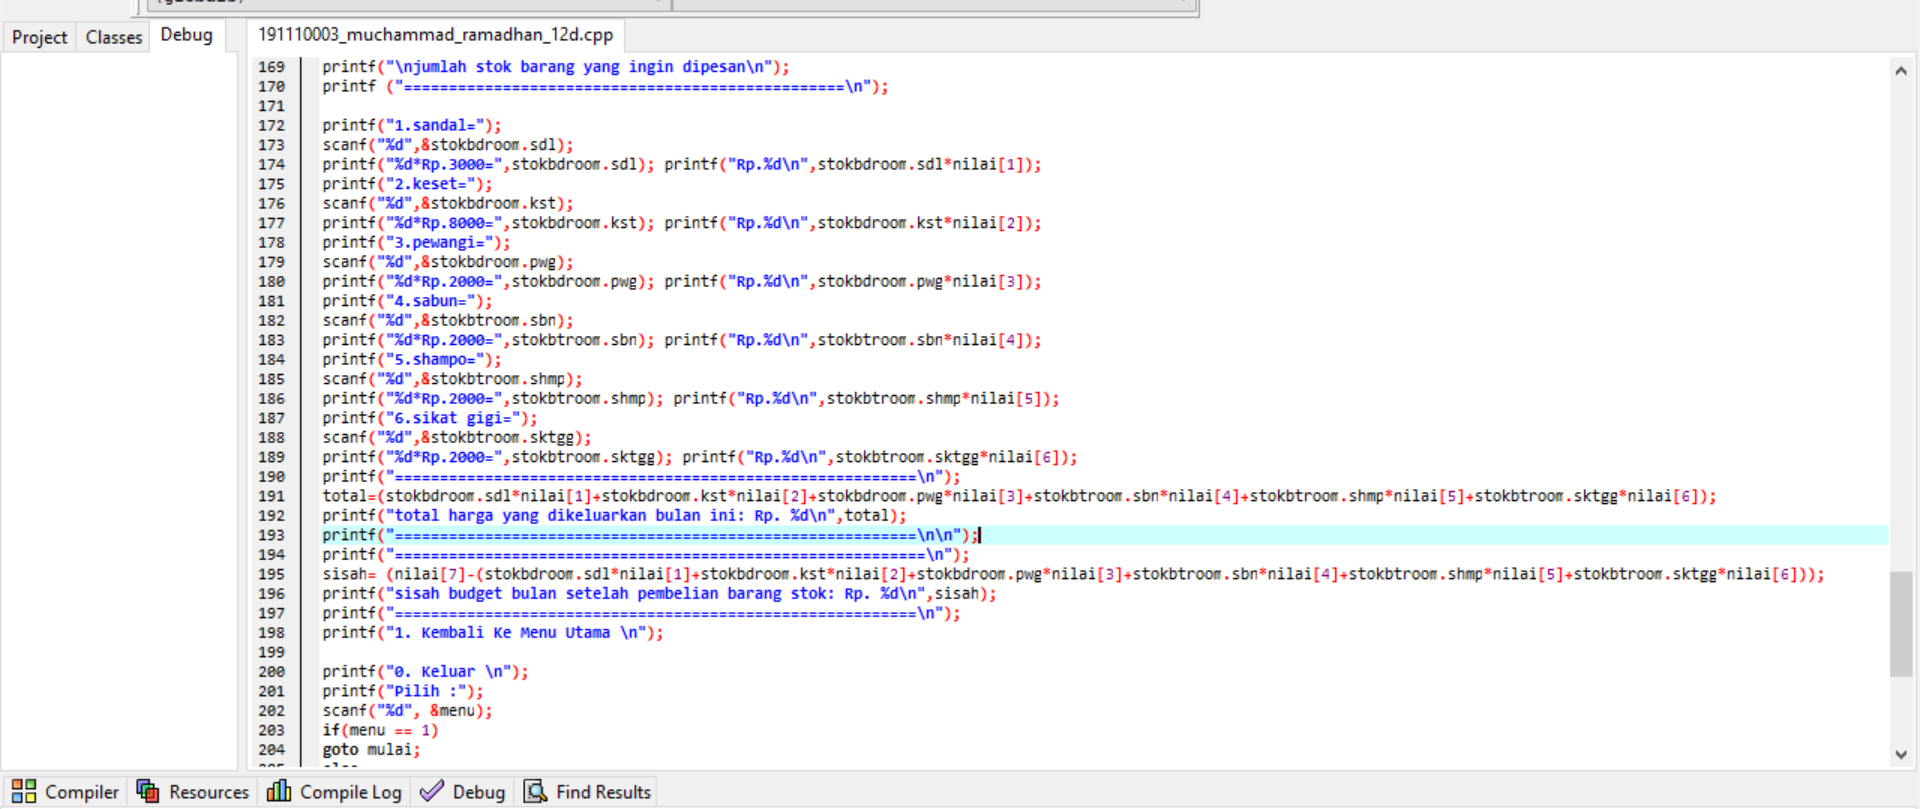 Project Classes Debug 191110003_muchammad_ramadhan_12d.cpp
169 printf("\njumlah stok barang yang ingin dipesan\n");
170 printf ("=================================================\n");
171
172 printf("1.sandal=");
173 scanf("%d",&stokbdroom.sdl);
174 printf("%d*Rp.3000=",stokbdroom.sdl); printf("Rp.%d\n",stokbdroom.sdl*nilai[1]);
175 printf("2.keset=");
176 scanf("%d",&stokbdroom.kst);
177 printf("%d*Rp.8000=",stokbdroom.kst); printf("Rp.%d\n",stokbdroom.kst*nilai[2]);
178 printf("3.pewangi=");
179 scanf("%d",&stokbdroom.pwg);
180 printf("%d*Rp.2000=",stokbdroom.pwg); printf("Rp.%d\n",stokbdroom.pwg*nilai[3]);
181 printf("4.sabun=");
182 scanf("%d",&stokbtroom.sbn);
183 printf("%d*Rp.2000=",stokbtroom.sbn); printf("Rp.%d\n",stokbtroom.sbn*nilai[4]);
184 printf("5.shampo=");
185 scanf("%d",&stokbtroom.shmp);
186 printf("%d*Rp.2000=",stokbtroom.shmp); printf("Rp.%d\n",stokbtroom.shmp*nilai[5]);
187 printf("6.sikat gigi=");
188 scanf("%d",&stokbtroom.sktgg);
189 printf("%d*Rp.2000=",stokbtroom.sktgg); printf("Rp.%d\n",stokbtroom.sktgg*nilai[6]);
190 printf("==========================================================\n");
191 total=(stokbdroom.sdl*nilai[1]+stokbdroom.kst*nilai[2]+stokbdroom.pwg*nilai[3]+stokbtroom.sbn*nilai[4]+stokbtroom.shmp*nilai[5]+stokbtroom.sktgg*nilai[6]);
192 printf("total harga yang dikeluarkan bulan ini: Rp. %d\n",total);
193 printf("==========================================================\n\n");
194 printf("===========================================================\n");
195 sisah= (nilai[7]-(stokbdroom.sdl*nilai[1]+stokbdroom.kst*nilai[2]+stokbdroom.pwg*nilai[3]+stokbtroom.sbn*nilai[4]+stokbtroom.shmp*nilai[5]+stokbtroom.sktgg*nilai[6]));
196 printf("sisah budget bulan setelah pembelian barang stok: Rp. %d\n",sisah);
197 printf("==========================================================\n");
198 printf("1. Kembali Ke Menu Utama \n");
199
200 printf("0. Keluar \n");
201 printf("Pilih :");
202 scanf("%d", &menu);
203 if(menu == 1)
204 goto mulai;
Compiler Resources Compile Log Debug Find Results